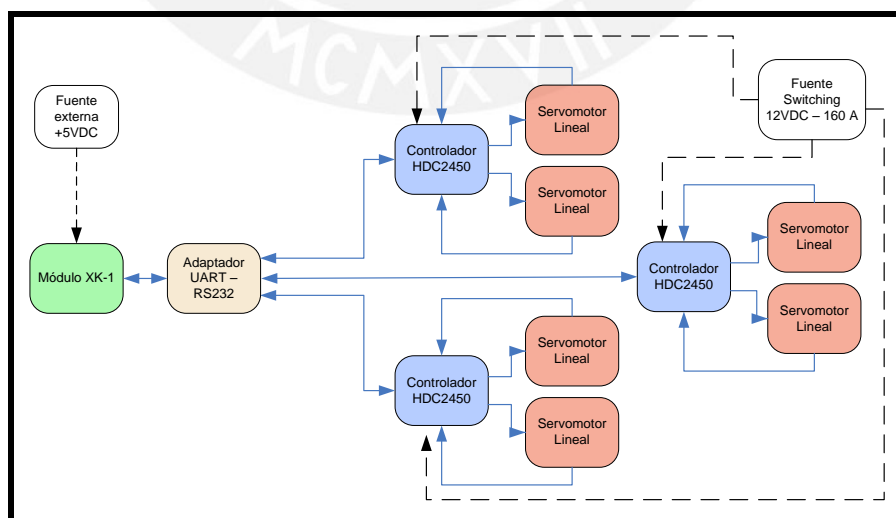 MCMXVII
Fuente
externa
+5VDC
Módulo XK-1
Adaptador
UART –
RS232
Controlador
HDC2450
Servomotor
Lineal
Servomotor
Lineal
Fuente
Switching
12VDC – 160 A
Controlador
HDC2450
Servomotor
Lineal
Servomotor
Lineal
Controlador
HDC2450
Servomotor
Lineal
Servomotor
Lineal